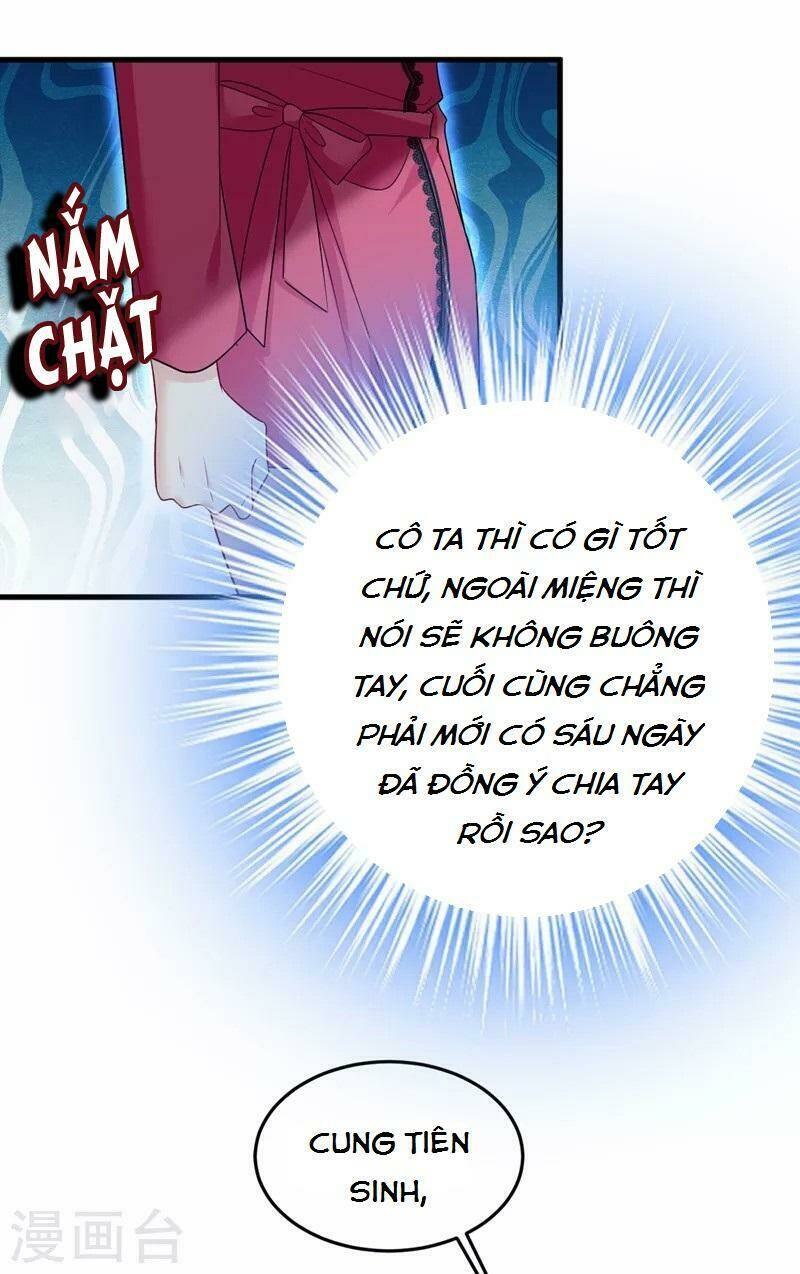 NẮM
CHẶT
CÔ TA THÌ CÓ GÌ TỐT
CHỨ, NGOÀI MIỆNG THÌ
NÓI SẼ KHÔNG BUÔNG
TAY, CUỐI CÙNG CHẲNG
PHẢI MỚI CÓ SÁU NGÀY
ĐÃ ĐỒNG Ý CHIA TAY
RỒI SAO?
CUNG TIÊN
SINH,
漫画台